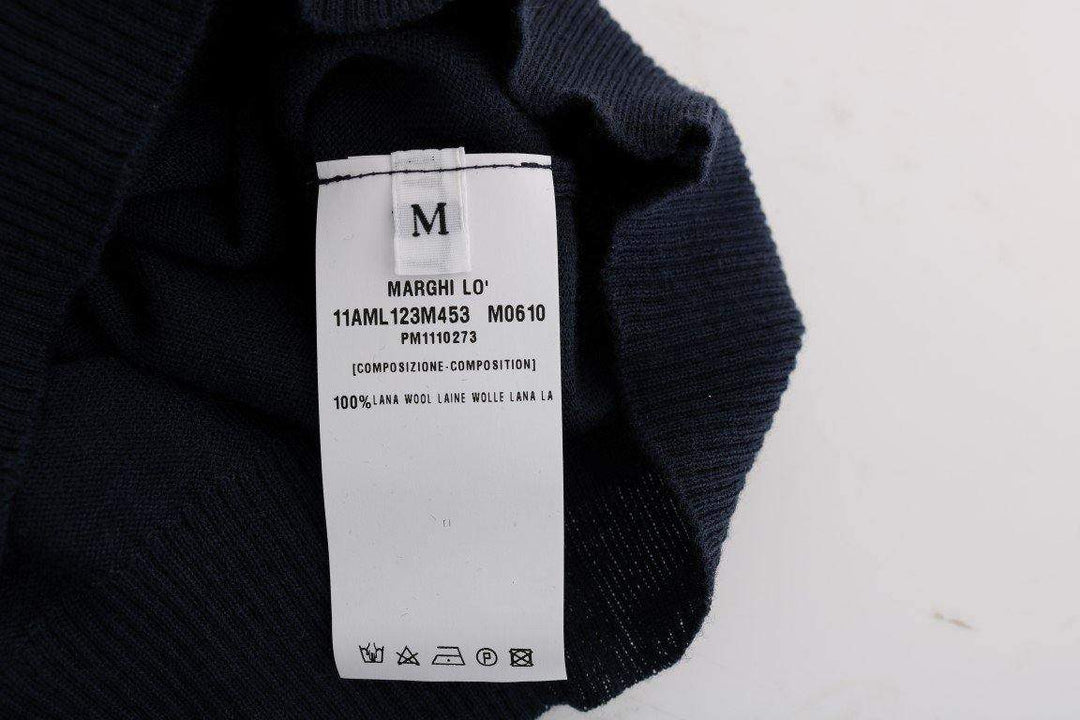 M
MARGHI LO'
11AML123M453 M0610
PM1110273
[COMPOSIZIONE-COMPOSITION]
100% LANA WOOL LAINE WOLLE LANA LA
P